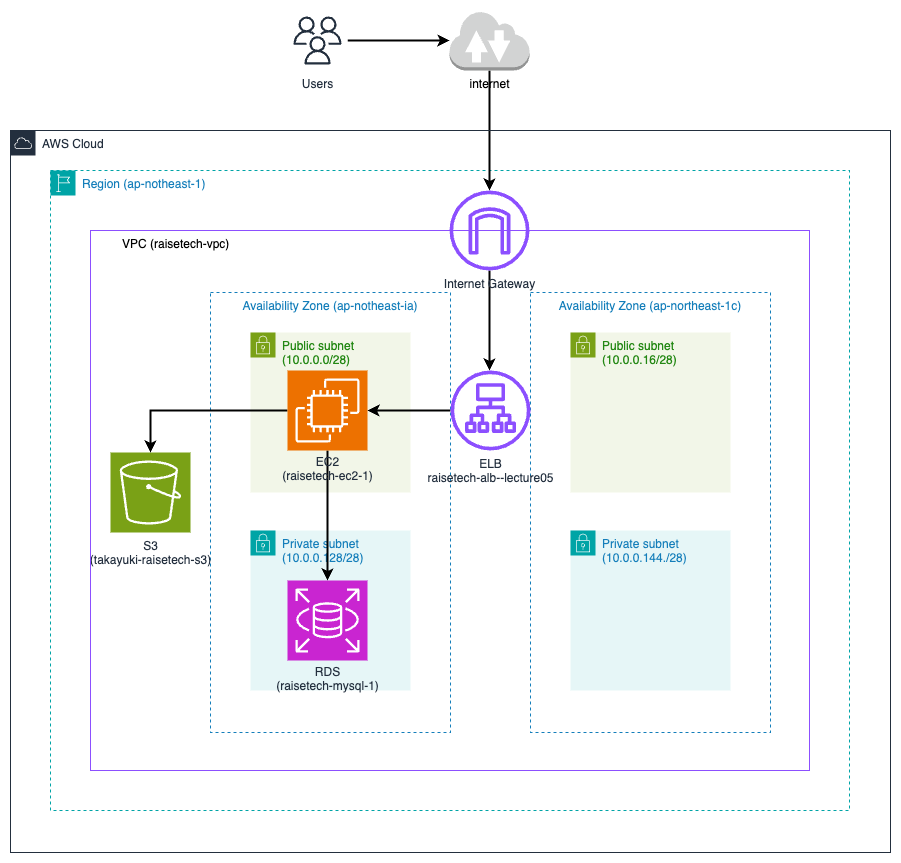 Users
internet
AWS Cloud
Region (ap-notheast-1)
VPC (raisetech-vpc)
Internet Gateway
Availability Zone (ap-notheast-ia)
Availability Zone (ap-northeast-1c)
Public subnet
(10.0.0.0/28)
Public subnet
(10.0.0.16/28)
EC2
(raisetech-ec2-1)
ELB
raisetech-alb--lecture05
S3
(takayuki-raisetech-s3)
Private subnet
(10.0.0.128/28)
Private subnet
(10.0.0.144./28)
RDS
(raisetech-mysql-1)